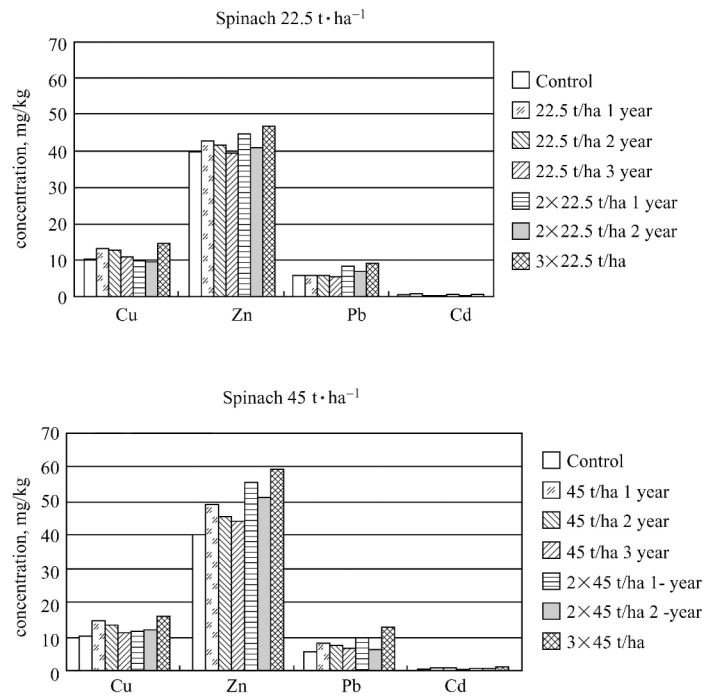 Spinach 22.5 t·ha⁻¹
70
60
50
40
30
20
10
0
concentration, mg/kg
Cu Zn Pb Cd
Control
22.5 t/ha 1 year
22.5 t/ha 2 year
22.5 t/ha 3 year
2×22.5 t/ha 1 year
2×22.5 t/ha 2 year
3×22.5 t/ha
Spinach 45 t·ha⁻¹
70
60
50
40
30
20
10
0
concentration, mg/kg
Cu Zn Pb Cd
Control
45 t/ha 1 year
45 t/ha 2 year
45 t/ha 3 year
2×45 t/ha 1- year
2×45 t/ha 2 -year
3×45 t/ha